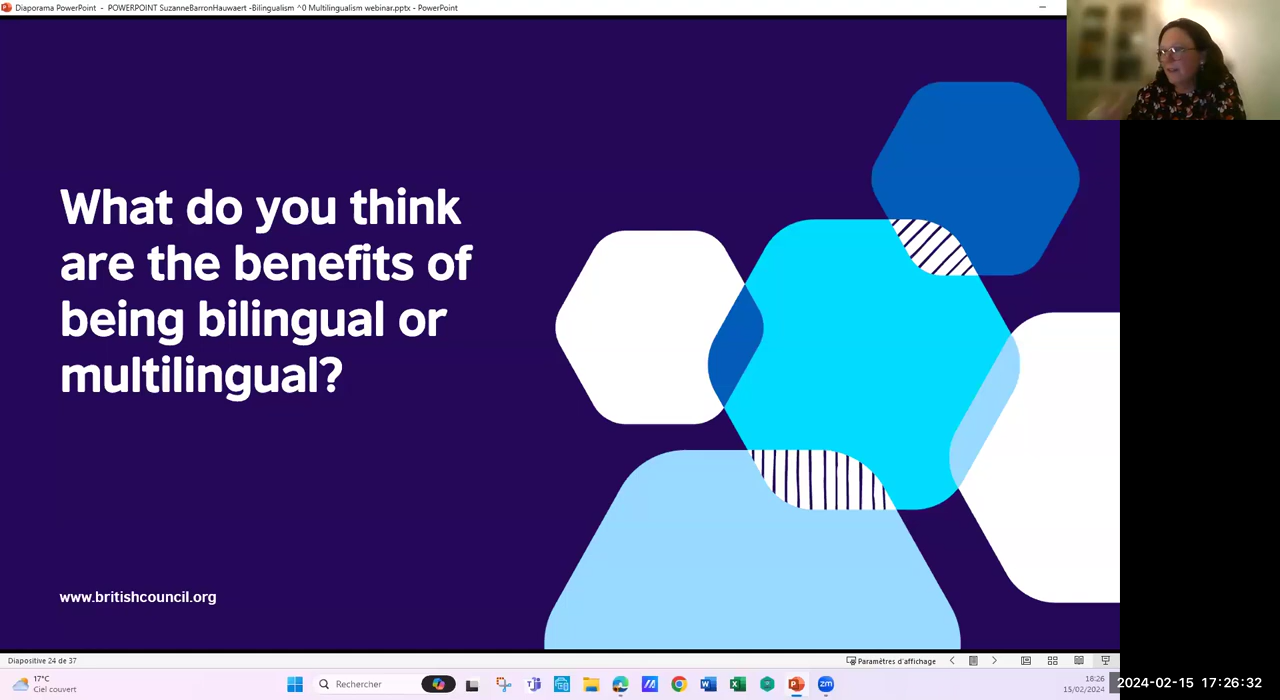 Diaporama PowerPoint - POWERPOINT SuzanneBarronHauwaert -Bilingualism ^0 Multilingualism webinar.pptx - PowerPoint
What do you think
are the benefits of
being bilingual or
multilingual?
www.britishcouncil.org
Diapositive 24 de 37
Paramètres d'affichage
17°C
Ciel couvert
Rechercher
zm
18:26
15/02/2024
2024-02-15 17:26:32